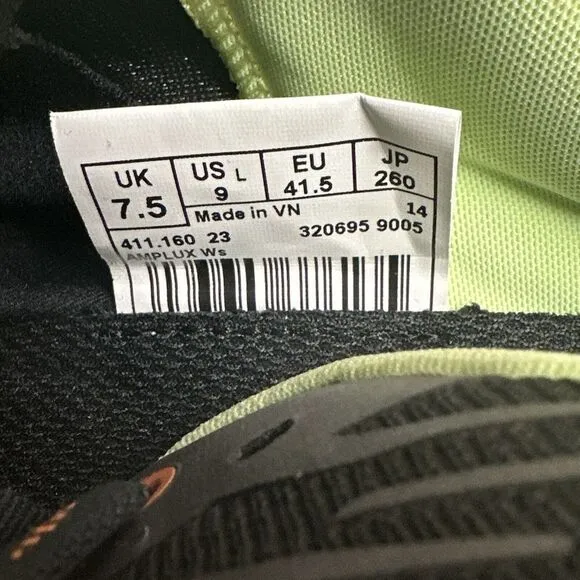 UK US L EU JP
7.5 9 41.5 260
Made in VN 14
411.160 23 320695 9005
AMPLUX Ws